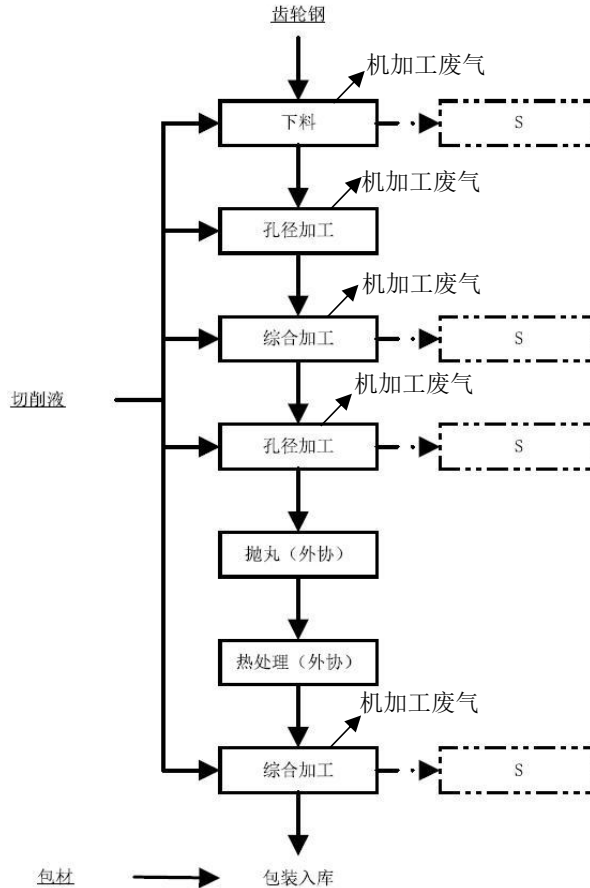 齿轮钢
机加工废气
下料
S
机加工废气
孔径加工
机加工废气
综合加工
S
切削液
机加工废气
孔径加工
S
抛丸（外协）
热处理（外协）
机加工废气
综合加工
S
包材
包装入库